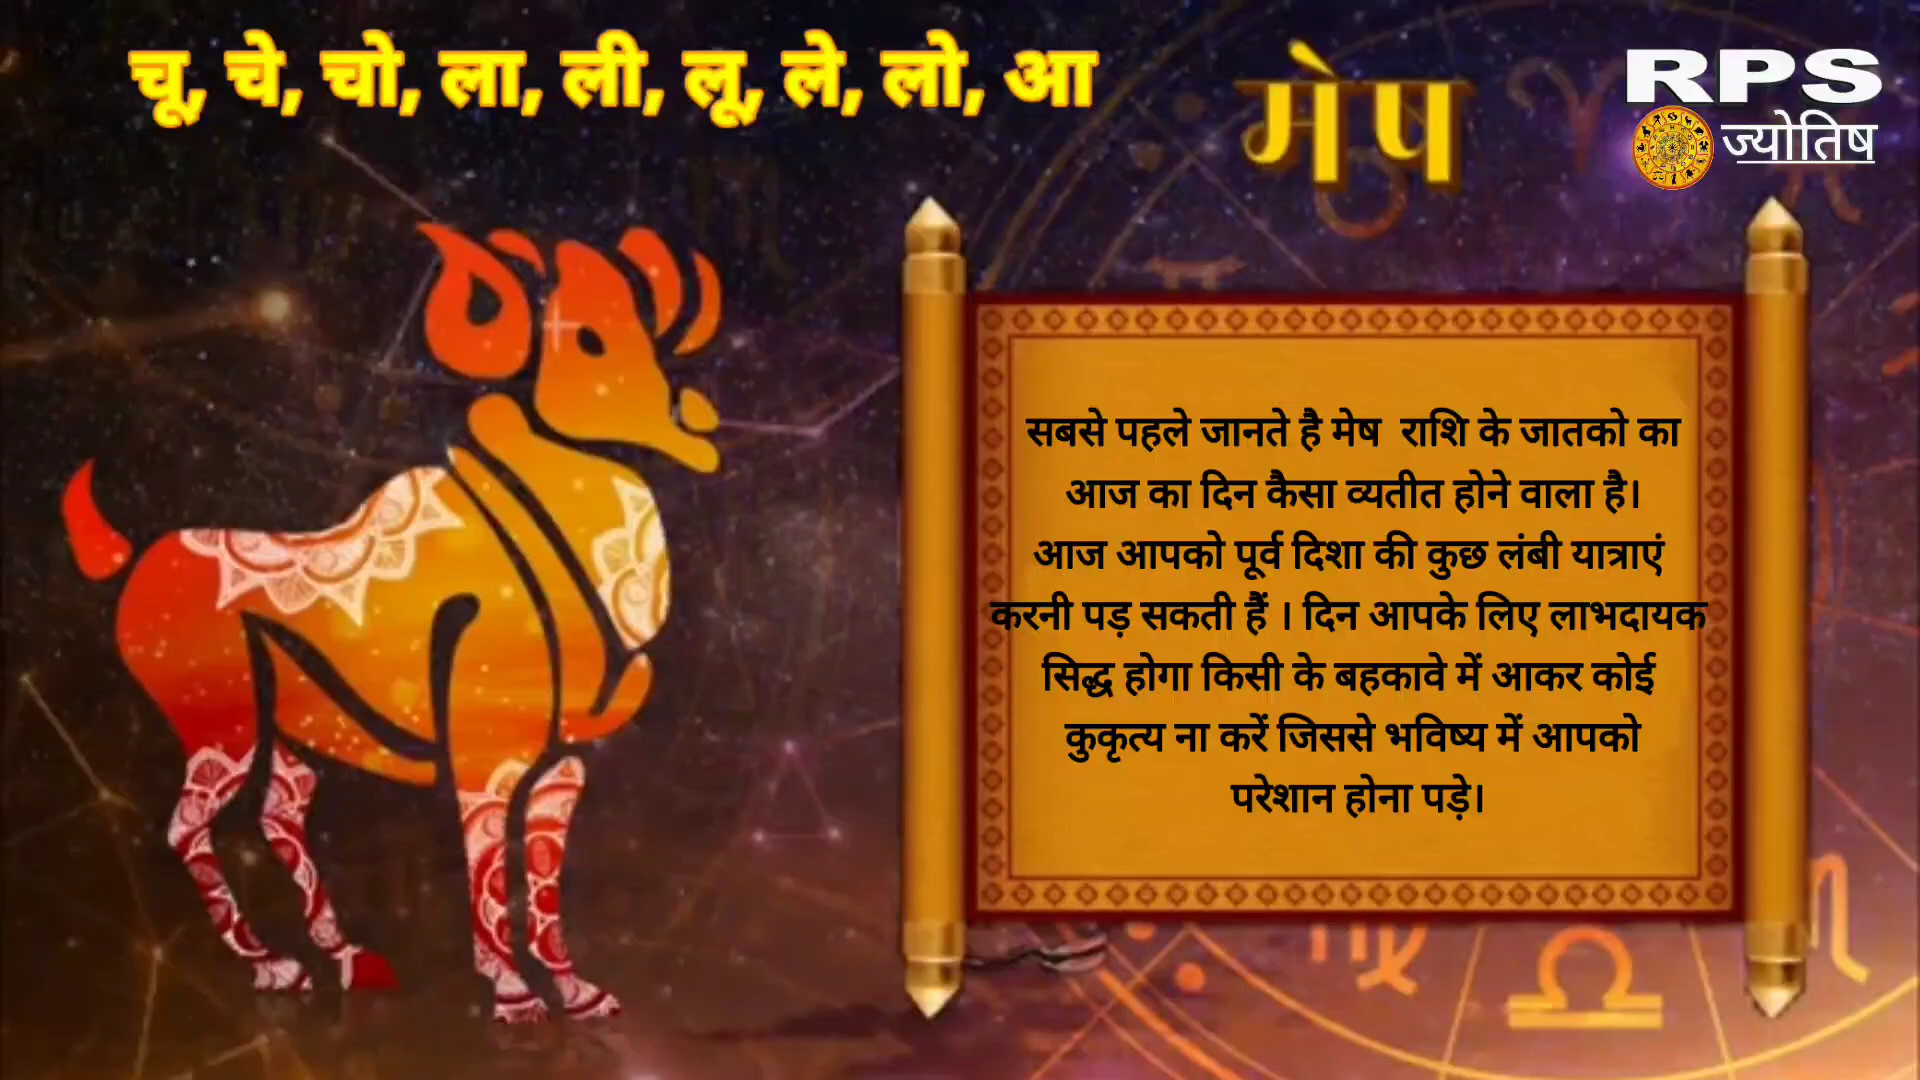 चू, चे, चो, ला, ली, लू, ले, लो, आ
मेष
RPS
ज्योतिष
सबसे पहले जानते है मेष  राशि के जातको का
आज का दिन कैसा व्यतीत होने वाला है।
आज आपको पूर्व दिशा की कुछ लंबी यात्राएं
करनी पड़ सकती हैं । दिन आपके लिए लाभदायक
सिद्ध होगा किसी के बहकावे में आकर कोई
कुकृत्य ना करें जिससे भविष्य में आपको
परेशान होना पड़े।